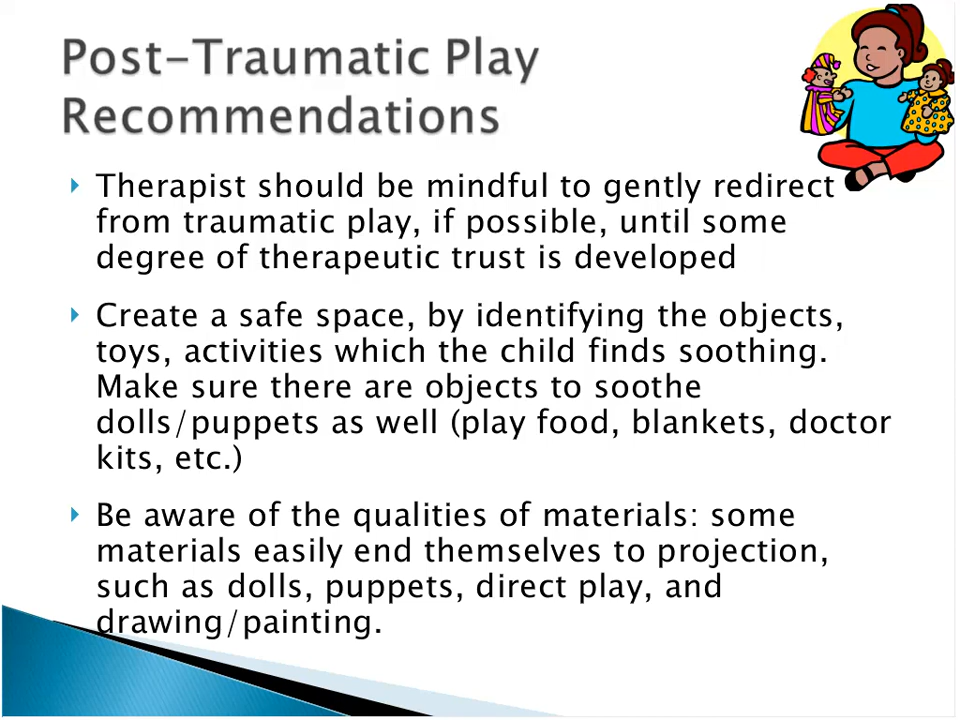 Post-Traumatic Play
Recommendations
Therapist should be mindful to gently redirect
from traumatic play, if possible, until some
degree of therapeutic trust is developed
Create a safe space, by identifying the objects,
toys, activities which the child finds soothing.
Make sure there are objects to soothe
dolls/puppets as well (play food, blankets, doctor
kits, etc.)
Be aware of the qualities of materials: some
materials easily end themselves to projection,
such as dolls, puppets, direct play, and
drawing/painting.